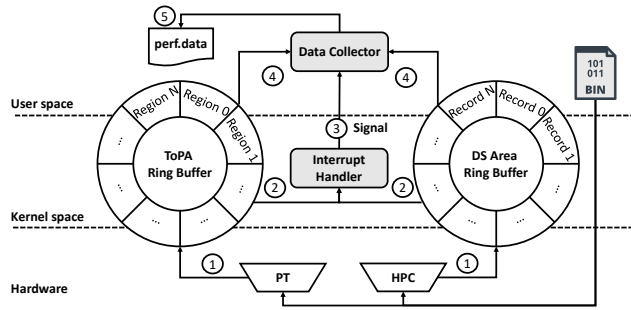 5
perf.data
Data Collector
4
4
101
011
BIN
User space
Region N
Region 0
Region 1
...
...
...
...
...
ToPA
Ring Buffer
3
Signal
Interrupt
Handler
2
2
Record N
Record 0
Record 1
...
...
...
...
...
DS Area
Ring Buffer
Kernel space
1
PT
HPC
1
Hardware